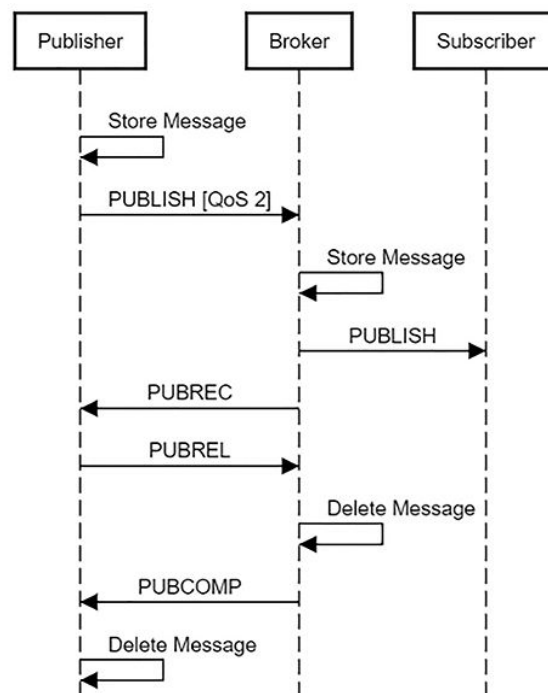 Publisher
Broker
Subscriber
Store Message
PUBLISH [QoS 2]
Store Message
PUBLISH
PUBREC
PUBREL
Delete Message
PUBCOMP
Delete Message